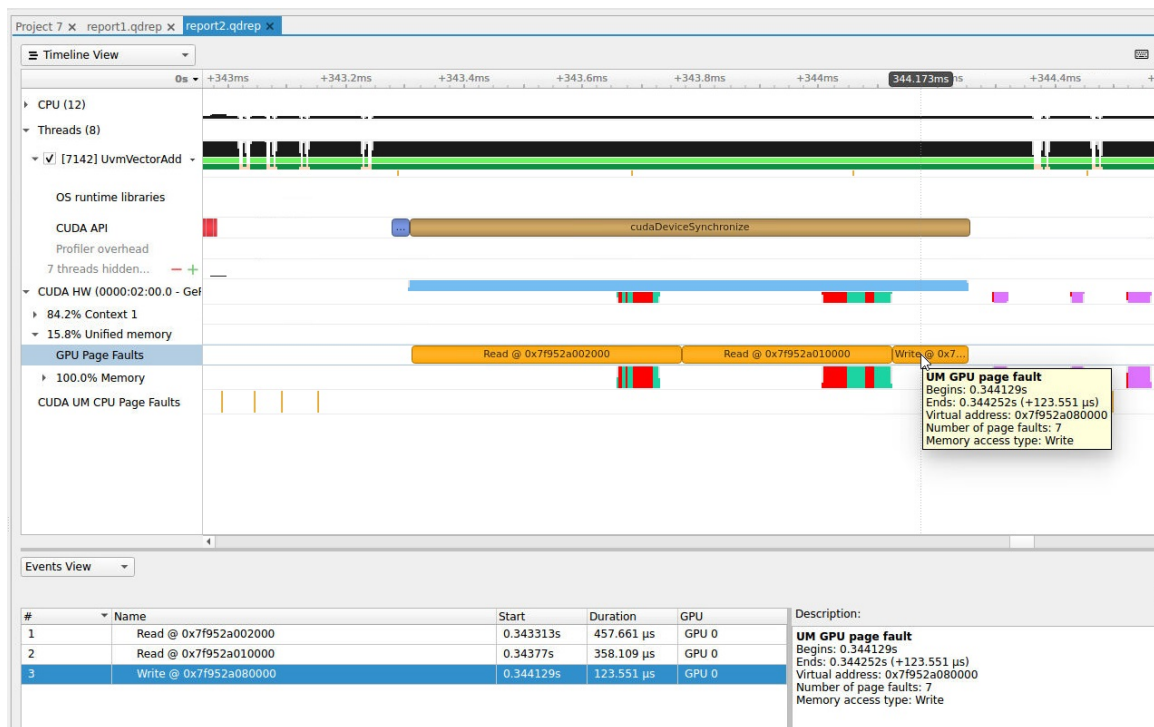 Project 7 report1.qdrep report2.qdrep
Timeline View
0s +343ms +343.2ms +343.4ms +343.6ms +343.8ms +344ms 344.173ms +344.4ms
CPU (12)
Threads (8)
[7142] UvmVectorAdd
OS runtime libraries
CUDA API ... cudaDeviceSynchronize
Profiler overhead
7 threads hidden...
CUDA HW (0000:02:00.0 - GeF
84.2% Context 1
15.8% Unified memory
GPU Page Faults Read @ 0x7f952a002000 Read @ 0x7f952a010000 Write @ 0x7...
100.0% Memory
CUDA UM CPU Page Faults
UM GPU page fault
Begins: 0.344129s
Ends: 0.344252s (+123.551 μs)
Virtual address: 0x7f952a080000
Number of page faults: 7
Memory access type: Write
Events View
# Name Start Duration GPU
1 Read @ 0x7f952a002000 0.343313s 457.661 μs GPU 0
2 Read @ 0x7f952a010000 0.34377s 358.109 μs GPU 0
3 Write @ 0x7f952a080000 0.344129s 123.551 μs GPU 0
Description:
UM GPU page fault
Begins: 0.344129s
Ends: 0.344252s (+123.551 μs)
Virtual address: 0x7f952a080000
Number of page faults: 7
Memory access type: Write